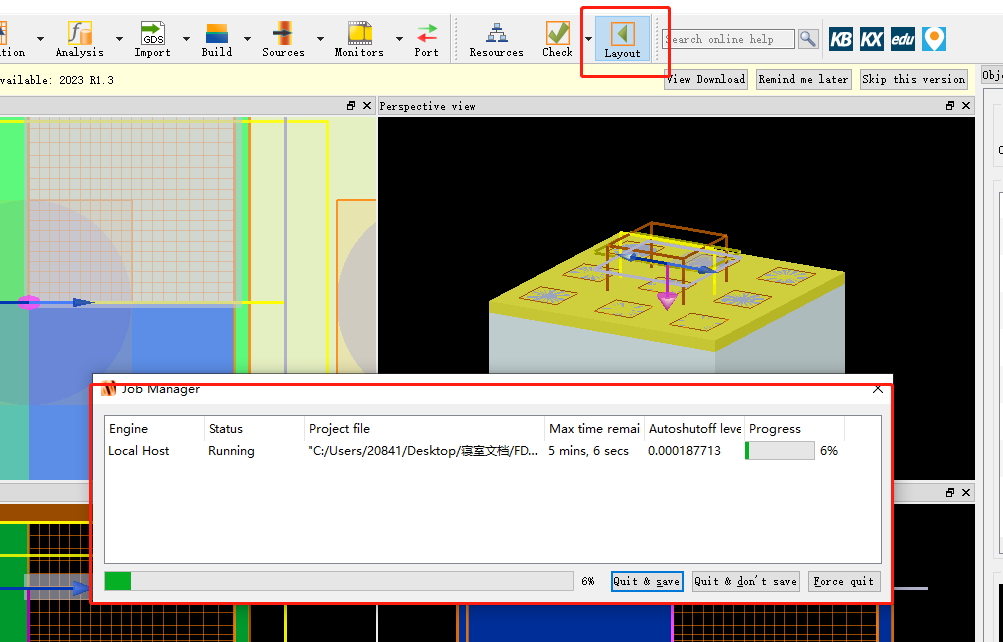 GDS
tion Analysis Import Build Sources Monitors Port Resources Check Layout Search online help KB KX edu
vailable: 2023 R1.3 View Download Remind me later Skip this version Obje
Perspective view
Job Manager
Engine Status Project file Max time remai Autoshutoff leve Progress
Local Host Running "C:/Users/20841/Desktop/寝室文档/FD... 5 mins, 6 secs 0.000187713 6%
6% Quit & save Quit & don't save Force quit